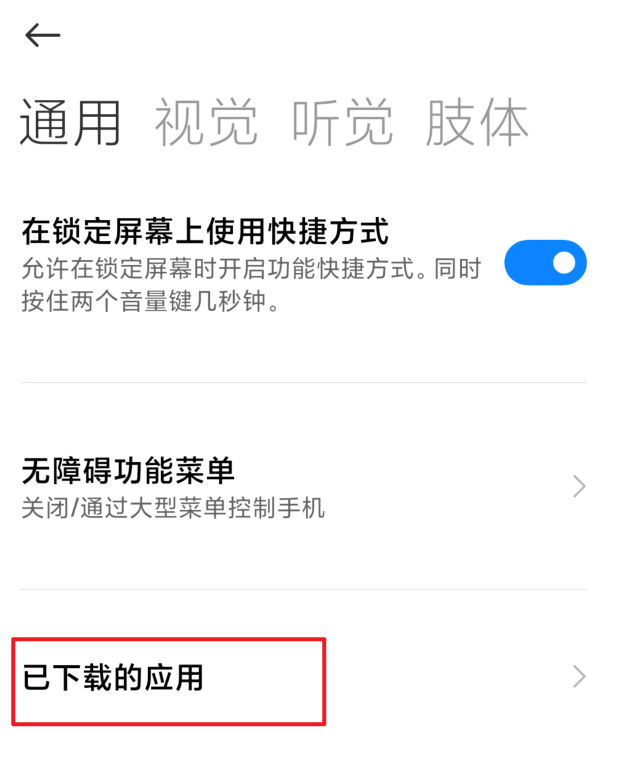 通用 视觉 听觉 肢体
在锁定屏幕上使用快捷方式
允许在锁定屏幕时开启功能快捷方式。同时
按住两个音量键几秒钟。
无障碍功能菜单
关闭/通过大型菜单控制手机
已下载的应用